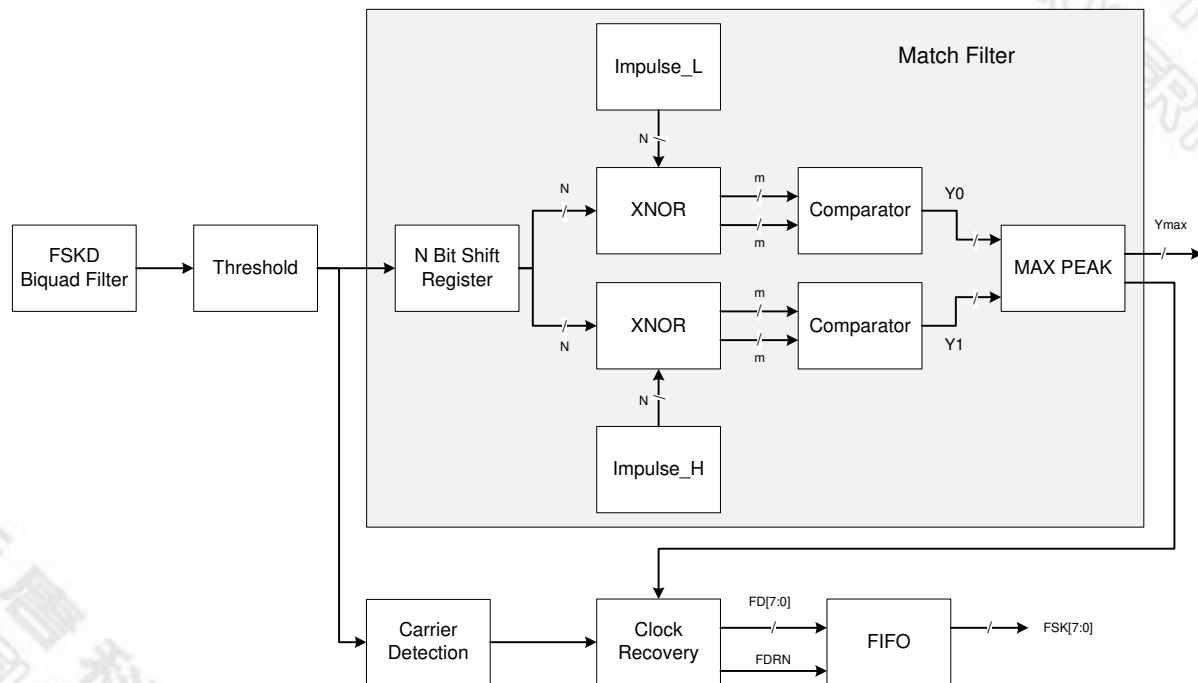 Match Filter
Impulse_L
N
N
XNOR
m
m
Comparator
Y0
Ymax
FSKD
Biquad Filter
Threshold
N Bit Shift
Register
MAX PEAK
N
XNOR
m
m
Comparator
Y1
N
Impulse_H
Carrier
Detection
Clock
Recovery
FD[7:0]
FDRN
FIFO
FSK[7:0]